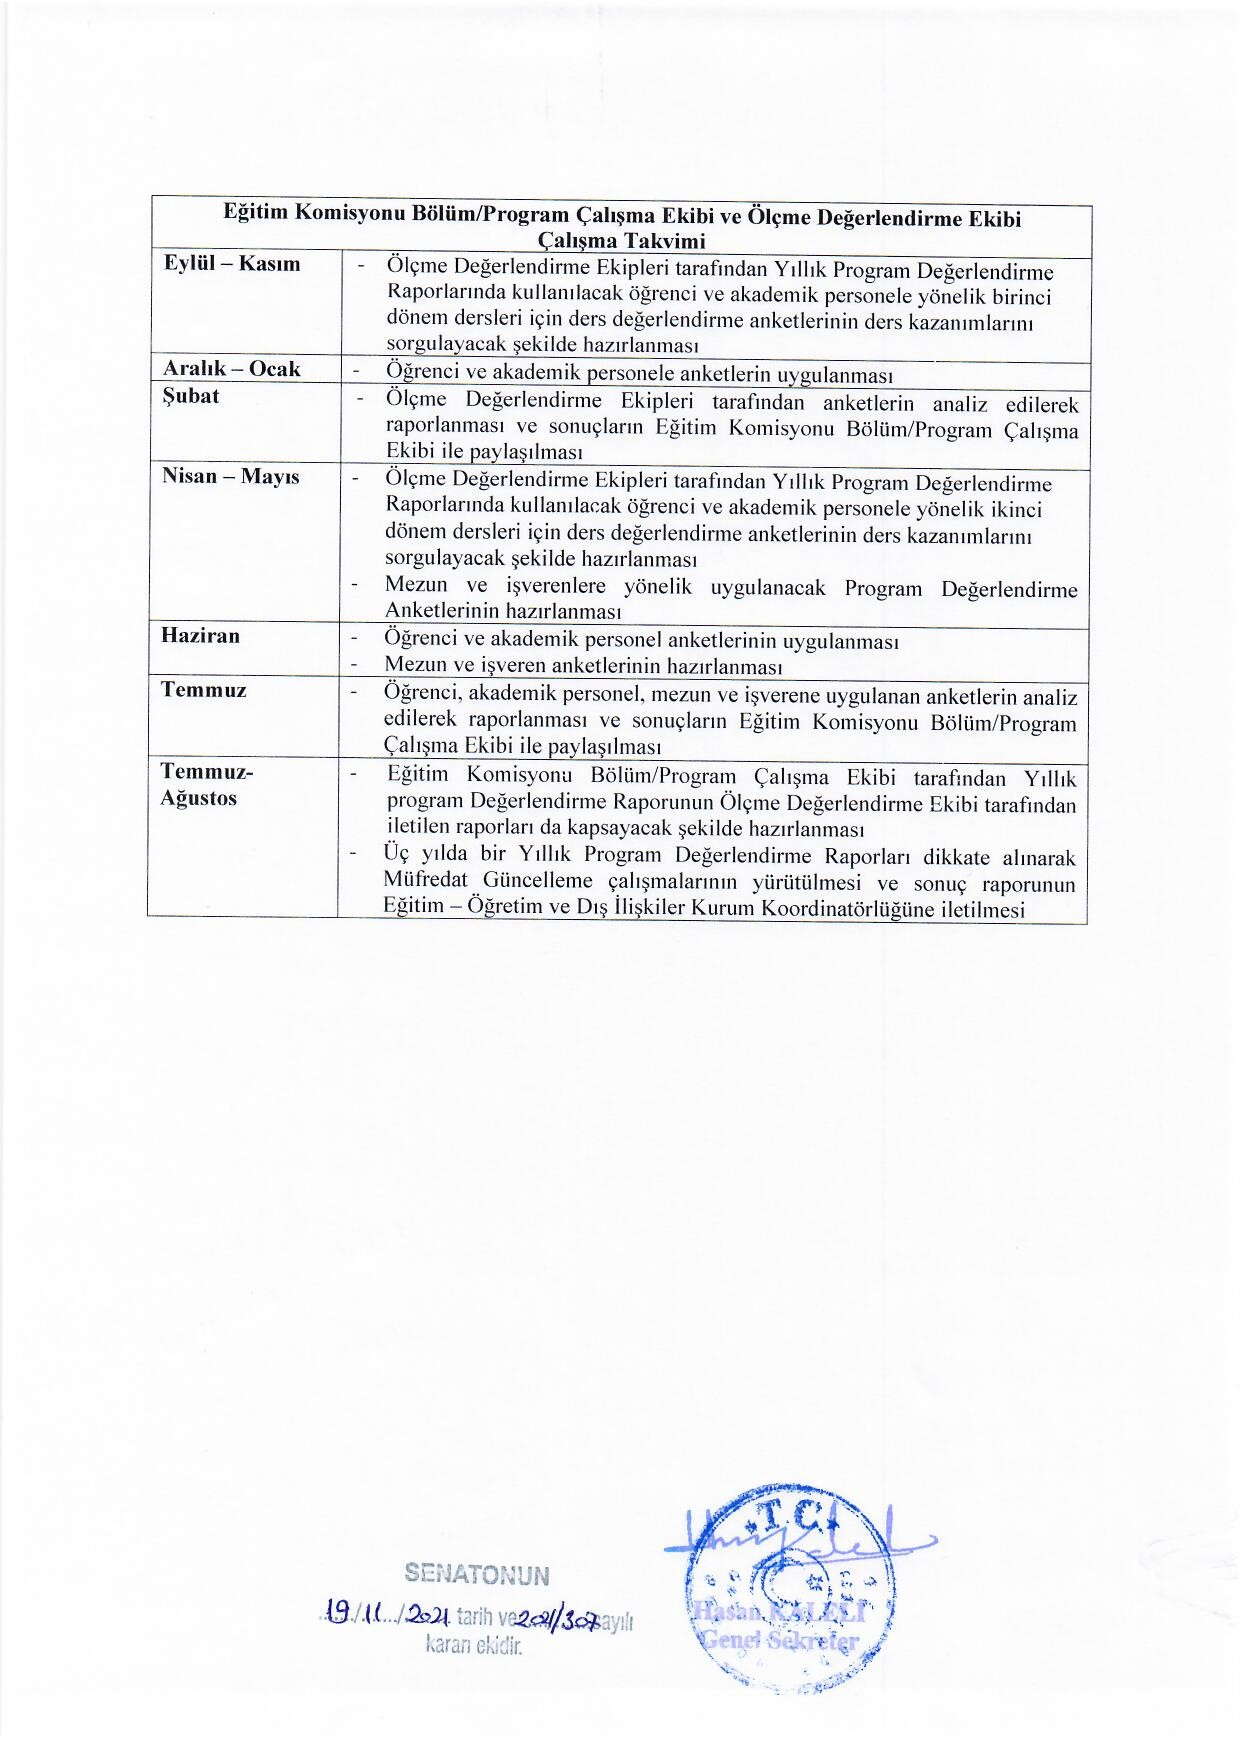 Eğitim Komisyonu Bölüm/Program Çalışma Ekibi ve Ölçme Değerlendirme Ekibi
Çalışma Takvimi
Eylül – Kasım
- Ölçme Değerlendirme Ekipleri tarafından Yıllık Program Değerlendirme
Raporlarında kullanılacak öğrenci ve akademik personele yönelik birinci
dönem dersleri için ders değerlendirme anketlerinin ders kazanımlarını
sorgulayacak şekilde hazırlanması
Aralık – Ocak
- Öğrenci ve akademik personele anketlerin uygulanması
Şubat
- Ölçme Değerlendirme Ekipleri tarafından anketlerin analiz edilerek
raporlanması ve sonuçların Eğitim Komisyonu Bölüm/Program Çalışma
Ekibi ile paylaşılması
Nisan – Mayıs
- Ölçme Değerlendirme Ekipleri tarafından Yıllık Program Değerlendirme
Raporlarında kullanılacak öğrenci ve akademik personele yönelik ikinci
dönem dersleri için ders değerlendirme anketlerinin ders kazanımlarını
sorgulayacak şekilde hazırlanması
- Mezun ve işverenlere yönelik uygulanacak Program Değerlendirme
Anketlerinin hazırlanması
Haziran
- Öğrenci ve akademik personel anketlerinin uygulanması
- Mezun ve işveren anketlerinin hazırlanması
Temmuz
- Öğrenci, akademik personel, mezun ve işverene uygulanan anketlerin analiz
edilerek raporlanması ve sonuçların Eğitim Komisyonu Bölüm/Program
Çalışma Ekibi ile paylaşılması
Temmuz-
Ağustos
- Eğitim Komisyonu Bölüm/Program Çalışma Ekibi tarafından Yıllık
program Değerlendirme Raporunun Ölçme Değerlendirme Ekibi tarafından
iletilen raporları da kapsayacak şekilde hazırlanması
- Üç yılda bir Yıllık Program Değerlendirme Raporları dikkate alınarak
Müfredat Güncelleme çalışmalarının yürütülmesi ve sonuç raporunun
Eğitim – Öğretim ve Dış İlişkiler Kurum Koordinatörlüğüne iletilmesi
SENATONUN
19/11/2021 tarih ve 2021/307 sayılı
kararı ekidir.
T.C.
Hasan KALELİ
Genel Sekreter